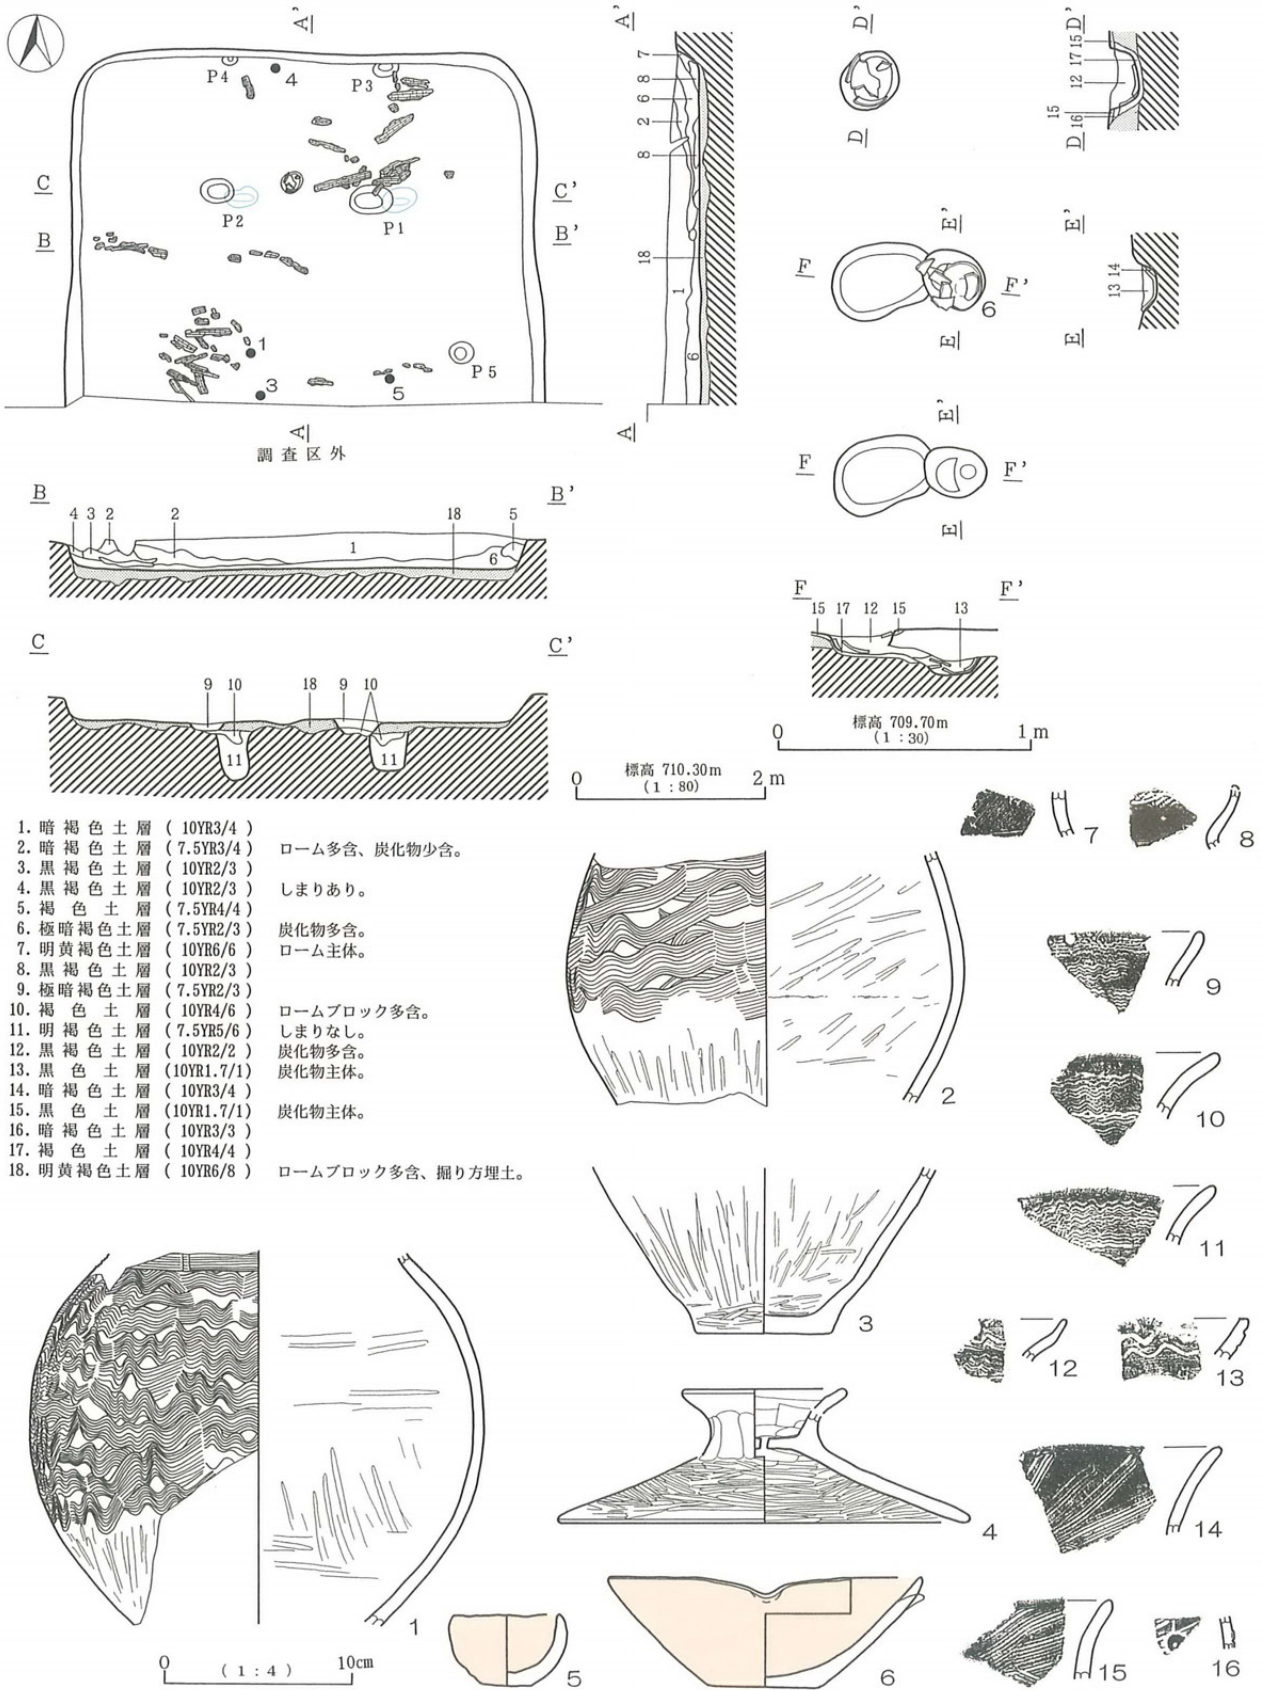 A'
P4
4
P3
C
C'
P2
P1
B
B'
1
3
5
P5
A
調査区外
A'
7
8
6
2
8
18
1
6
A
D'
D
D'
15
17
12
15
16
D
E'
F
F'
6
E
E'
14
13
E
E'
F
F'
E
F
F'
15 17 12 15 13
標高 709.70m
0 (1:30) 1m
B
B'
4 3 2 2 18 5
1
6
C
C'
9 10 18 9 10
11 11
標高 710.30m
0 (1:80) 2m
1. 暗褐色土層 (10YR3/4)
2. 暗褐色土層 (7.5YR3/4) ローム多含、炭化物少含。
3. 黒褐色土層 (10YR2/3)
4. 黒褐色土層 (10YR2/3) しまりあり。
5. 褐色土層 (7.5YR4/4)
6. 極暗褐色土層 (7.5YR2/3) 炭化物多含。
7. 明黄褐色土層 (10YR6/6) ローム主体。
8. 黒褐色土層 (10YR2/3)
9. 極暗褐色土層 (7.5YR2/3)
10. 褐色土層 (10YR4/6) ロームブロック多含。
11. 明褐色土層 (7.5YR5/6) しまりなし。
12. 黒褐色土層 (10YR2/2) 炭化物多含。
13. 黒色土層 (10YR1.7/1) 炭化物主体。
14. 暗褐色土層 (10YR3/4)
15. 黒色土層 (10YR1.7/1) 炭化物主体。
16. 暗褐色土層 (10YR3/3)
17. 褐色土層 (10YR4/4)
18. 明黄褐色土層 (10YR6/8) ロームブロック多含、掘り方埋土。
7
8
2
9
10
3
11
12
13
4
14
1
5
6
15
16
0 (1:4) 10cm